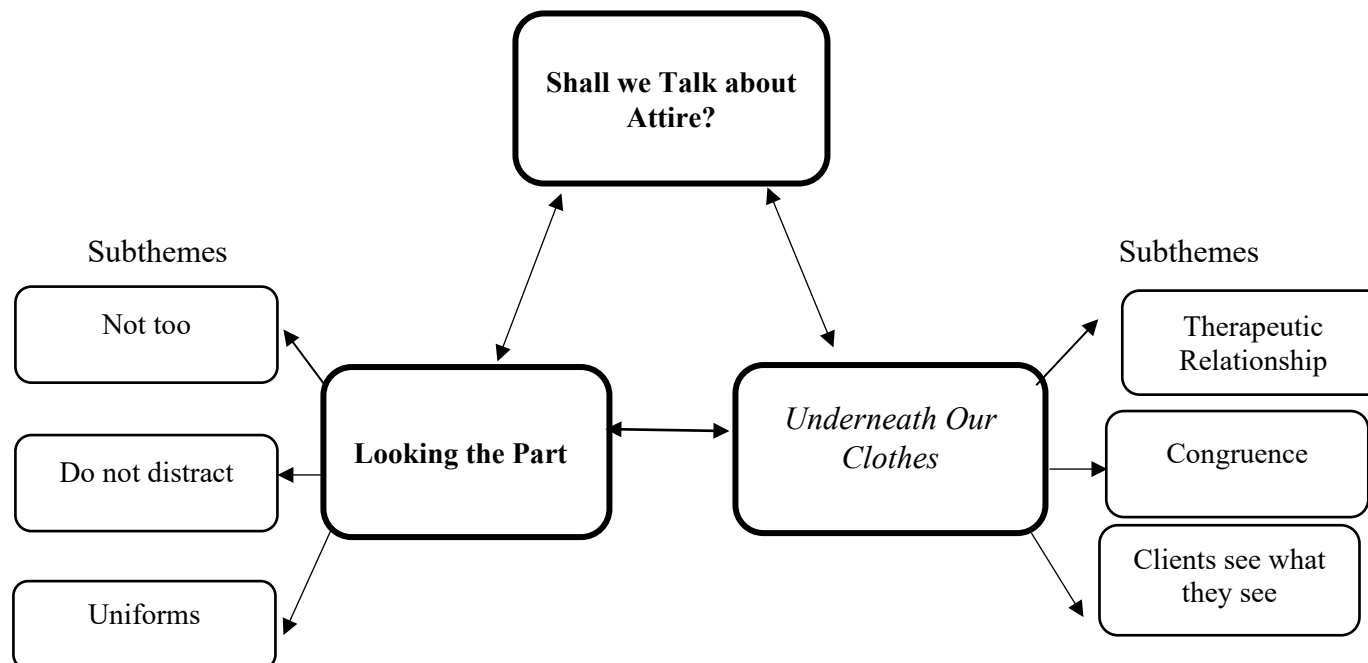 Shall we Talk about
Attire?
Subthemes
Not too
Do not distract
Uniforms
Looking the Part
Underneath Our
Clothes
Subthemes
Therapeutic
Relationship
Congruence
Clients see what
they see